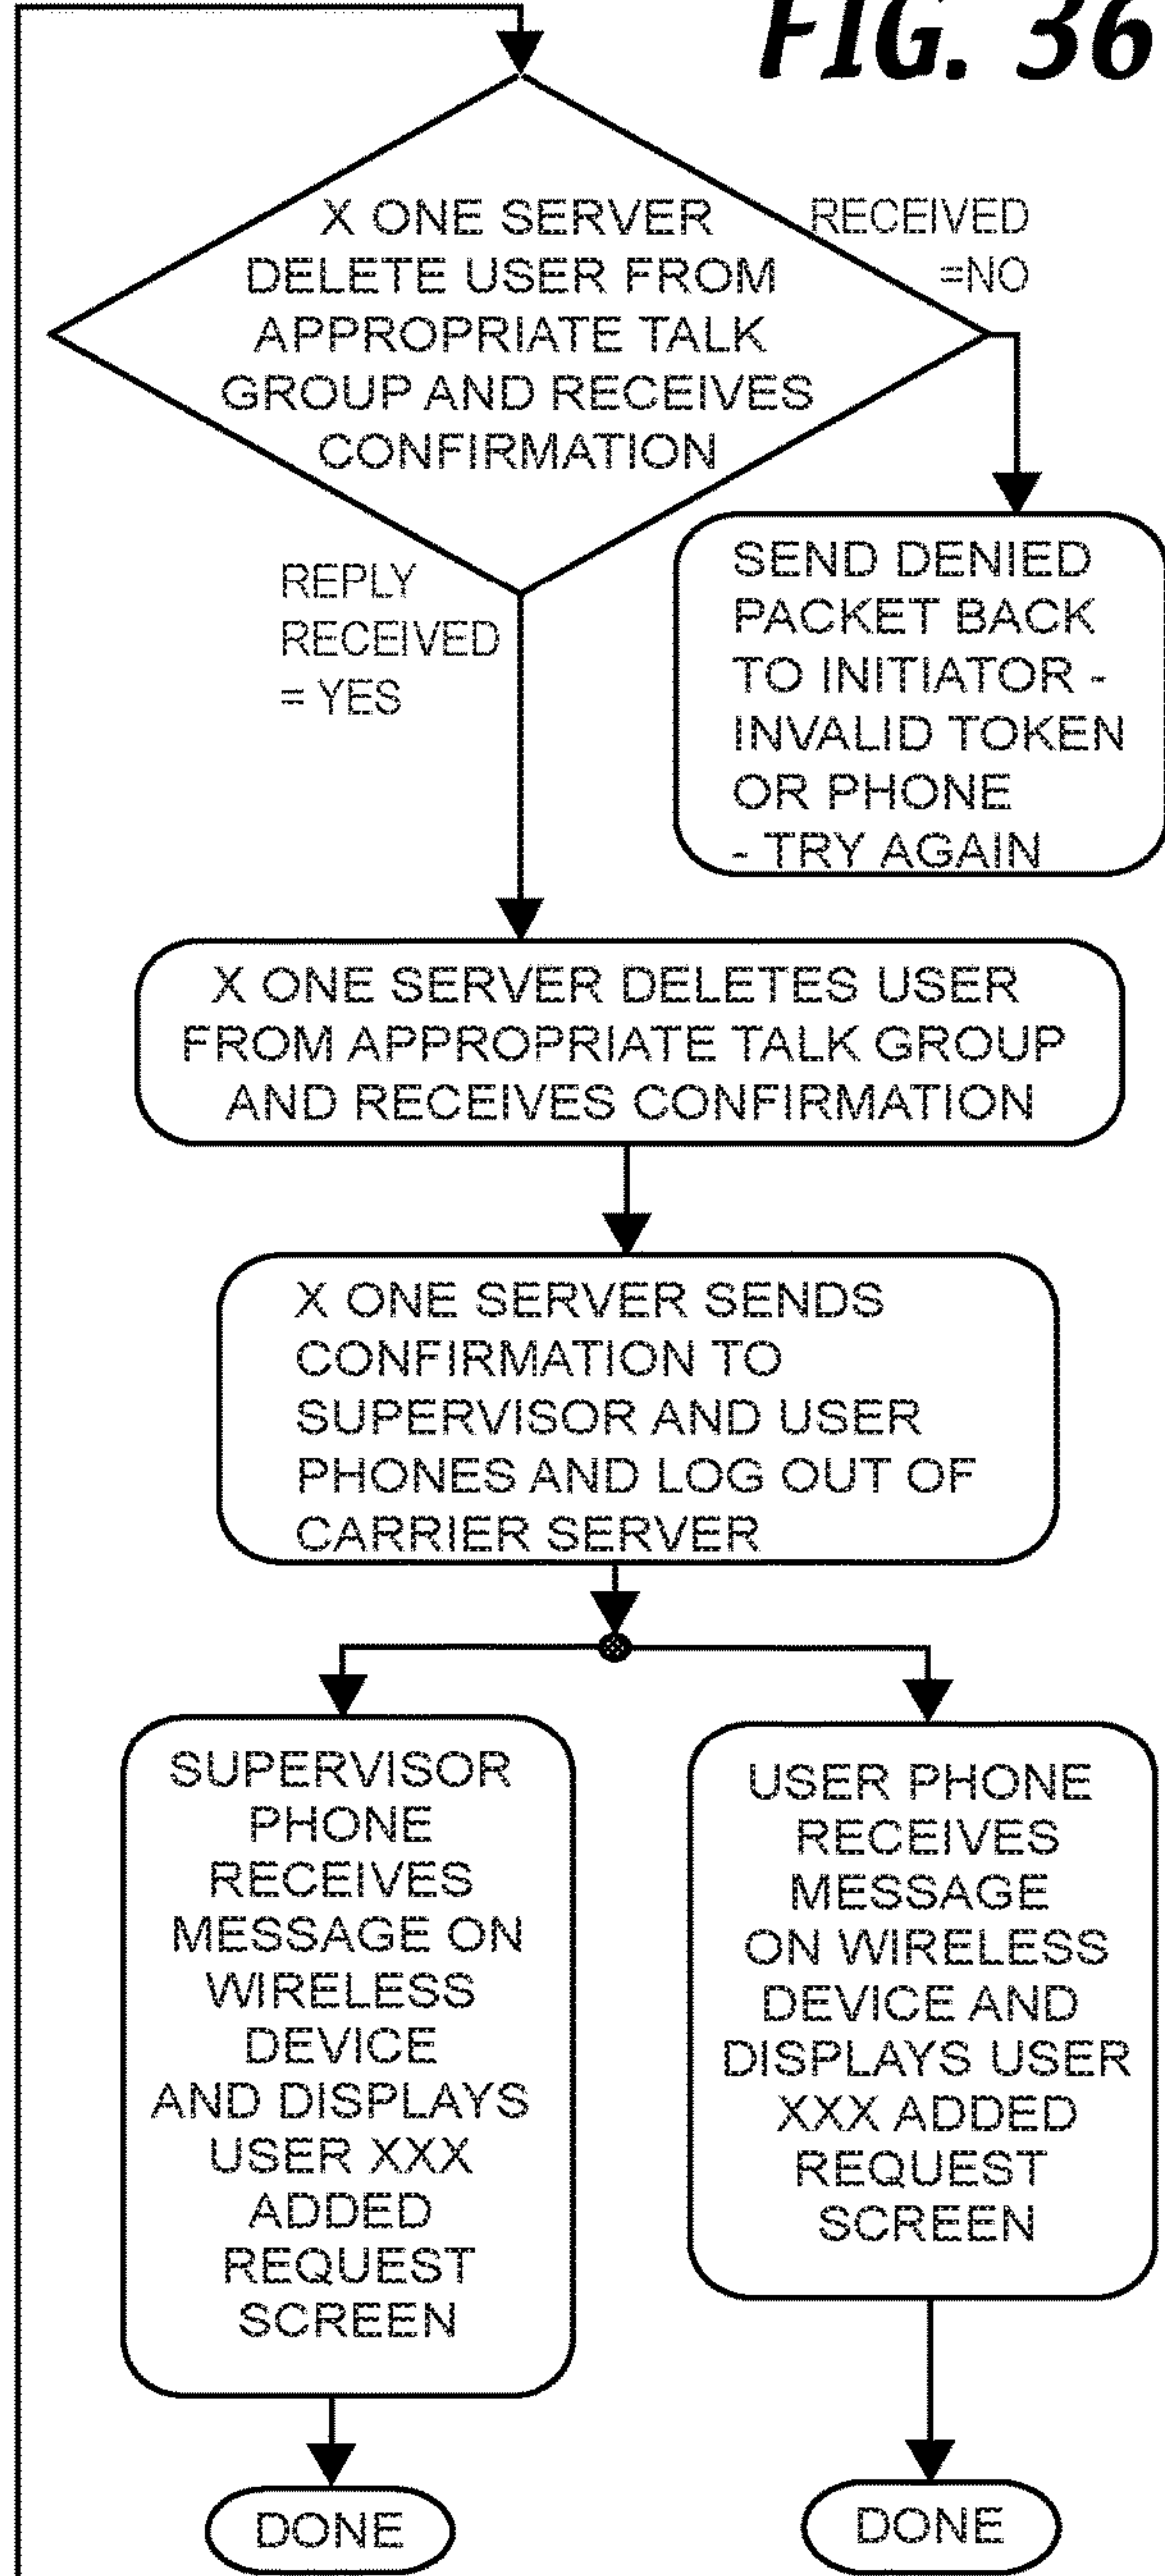 FIG. 36
X ONE SERVER
DELETE USER FROM
APPROPRIATE TALK
GROUP AND RECEIVES
CONFIRMATION
RECEIVED
=NO
SEND DENIED
PACKET BACK
TO INITIATOR -
INVALID TOKEN
OR PHONE
- TRY AGAIN
REPLY
RECEIVED
= YES
X ONE SERVER DELETES USER
FROM APPROPRIATE TALK GROUP
AND RECEIVES CONFIRMATION
X ONE SERVER SENDS
CONFIRMATION TO
SUPERVISOR AND USER
PHONES AND LOG OUT OF
CARRIER SERVER
SUPERVISOR
PHONE
RECEIVES
MESSAGE ON
WIRELESS
DEVICE
AND DISPLAYS
USER XXX
ADDED
REQUEST
SCREEN
USER PHONE
RECEIVES
MESSAGE
ON WIRELESS
DEVICE AND
DISPLAYS USER
XXX ADDED
REQUEST
SCREEN
DONE
DONE